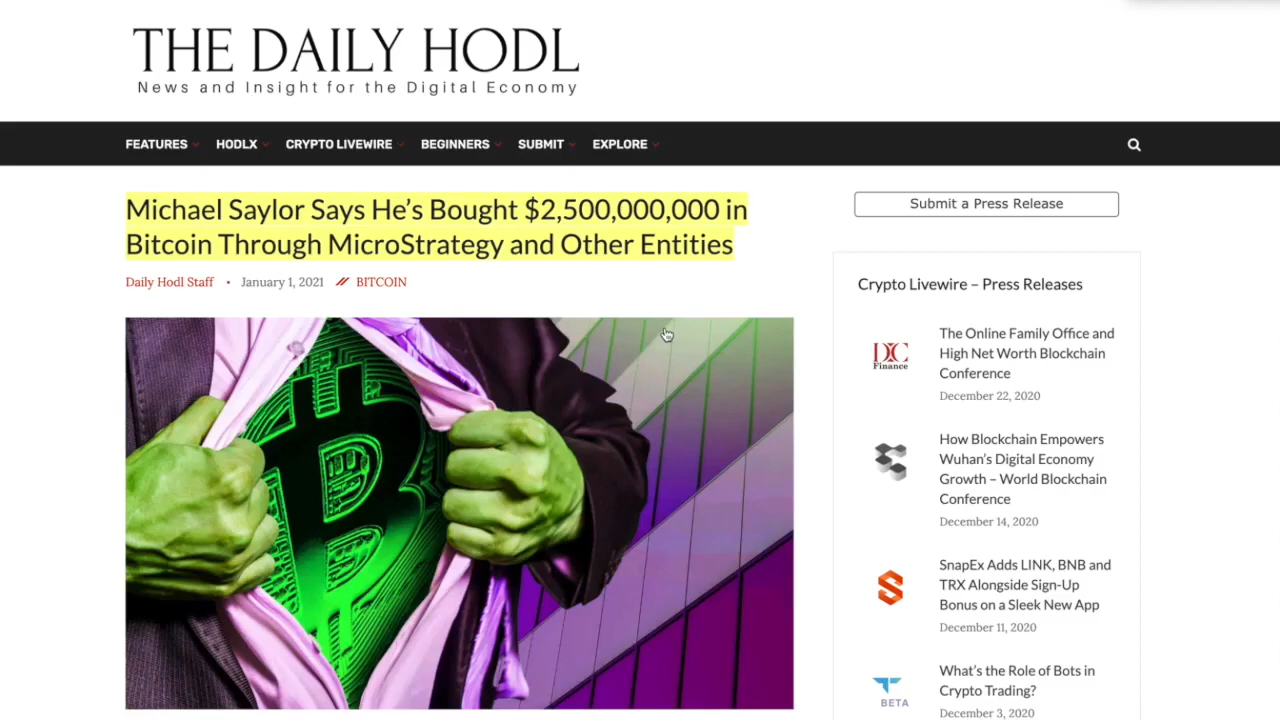 THE DAILY HODL
News and Insight for the Digital Economy
FEATURES HODLX CRYPTO LIVEWIRE BEGINNERS SUBMIT EXPLORE
Michael Saylor Says He's Bought $2,500,000,000 in
Bitcoin Through MicroStrategy and Other Entities
Daily Hodl Staff • January 1, 2021 // BITCOIN
Submit a Press Release
Crypto Livewire – Press Releases
DC
Finance
The Online Family Office and
High Net Worth Blockchain
Conference
December 22, 2020
How Blockchain Empowers
Wuhan's Digital Economy
Growth – World Blockchain
Conference
December 14, 2020
SnapEx Adds LINK, BNB and
TRX Alongside Sign-Up
Bonus on a Sleek New App
December 11, 2020
BETA
What's the Role of Bots in
Crypto Trading?
December 3, 2020